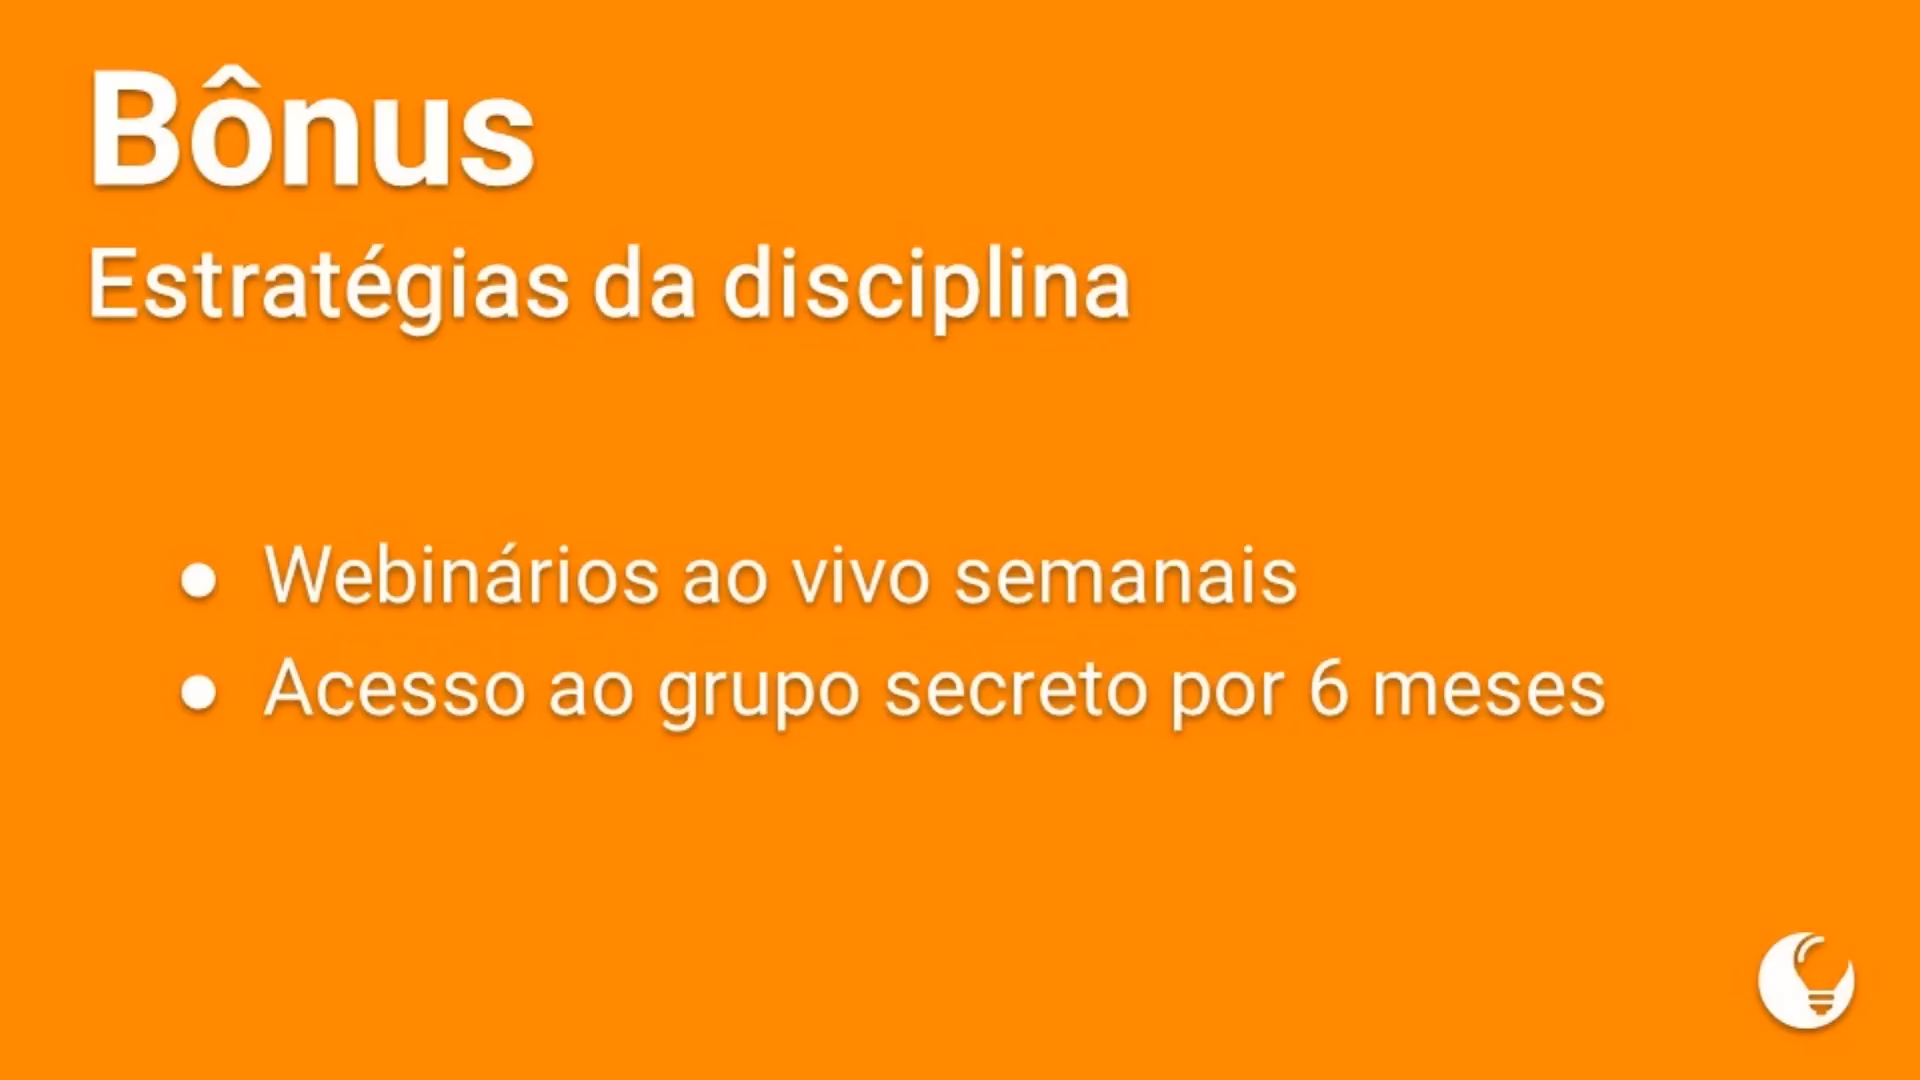 Bônus
Estratégias da disciplina
● Webinários ao vivo semanais
● Acesso ao grupo secreto por 6 meses